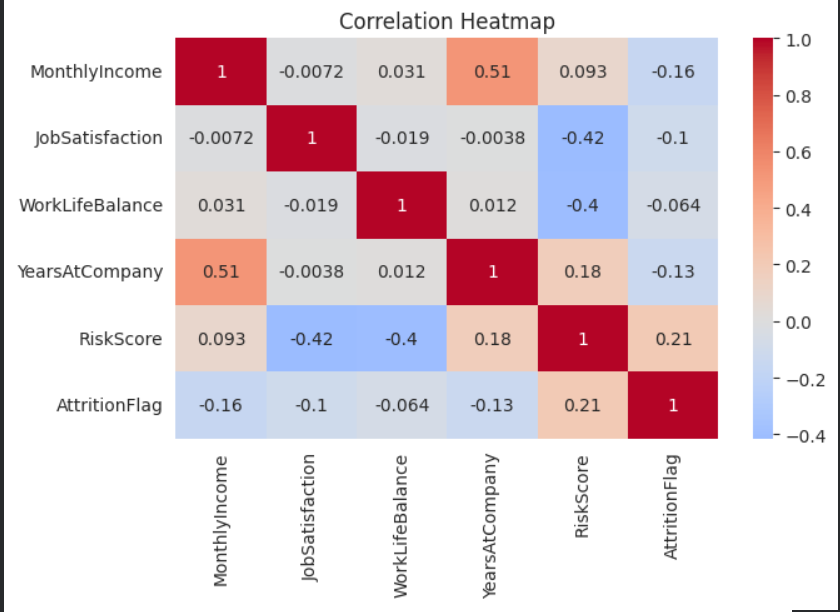 Correlation Heatmap
MonthlyIncome 1 -0.0072 0.031 0.51 0.093 -0.16
JobSatisfaction -0.0072 1 -0.019 -0.0038 -0.42 -0.1
WorkLifeBalance 0.031 -0.019 1 0.012 -0.4 -0.064
YearsAtCompany 0.51 -0.0038 0.012 1 0.18 -0.13
RiskScore 0.093 -0.42 -0.4 0.18 1 0.21
AttritionFlag -0.16 -0.1 -0.064 -0.13 0.21 1
MonthlyIncome
JobSatisfaction
WorkLifeBalance
YearsAtCompany
RiskScore
AttritionFlag
1.0
0.8
0.6
0.4
0.2
0.0
−0.2
−0.4